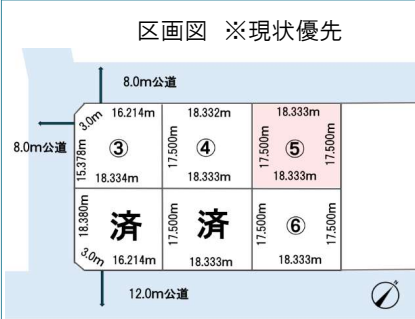 区画図 ※現状優先
8.0m公道
8.0m公道
3.0m 16.214m 18.332m 18.333m
15.378m ③ 17.500m ④ 17.500m ⑤ 17.500m
18.334m 18.333m 18.333m
18.380m 済 17.500m 済 17.500m ⑥ 17.500m
3.0m 16.214m 18.333m 18.333m
12.0m公道
N